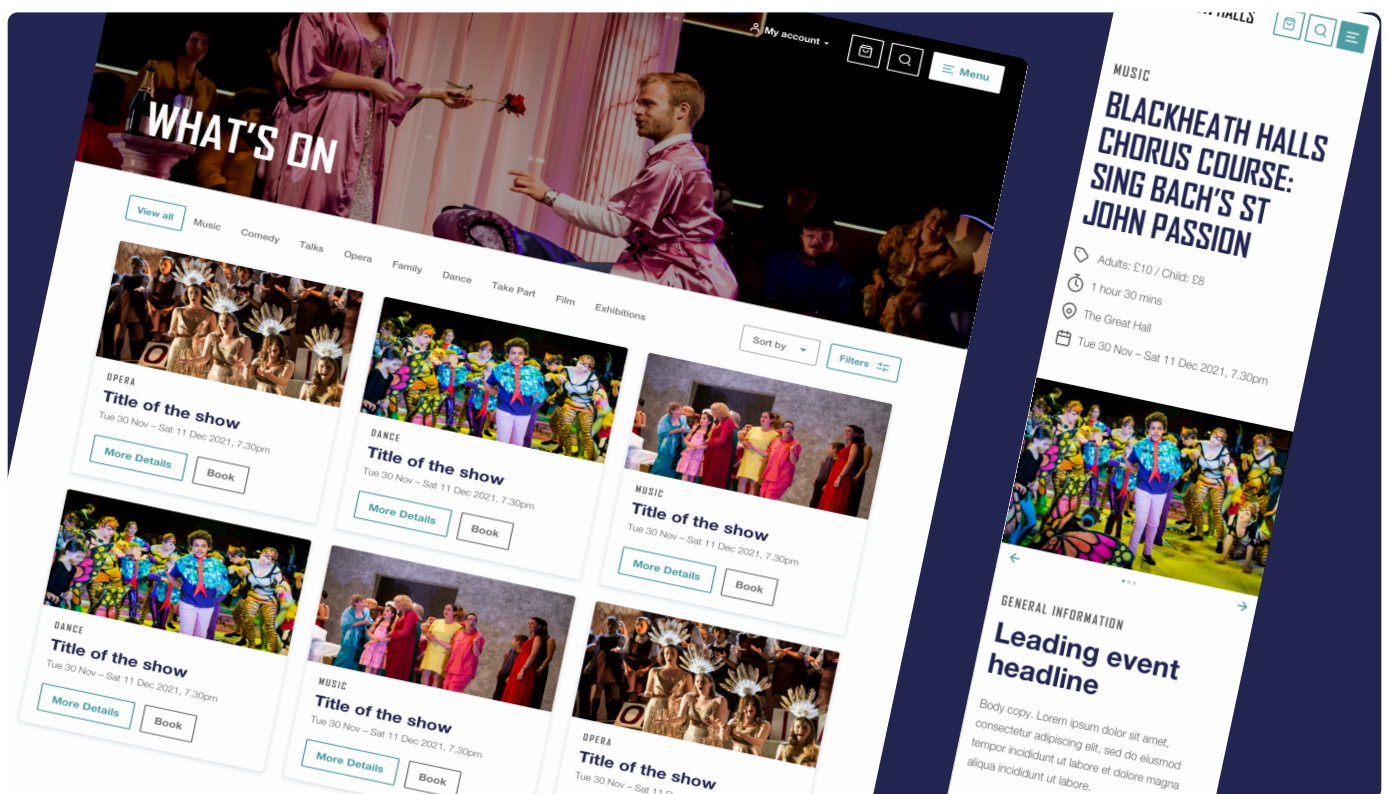 My account
Menu
WHAT'S ON
View all
Music
Comedy
Talks
Opera
Family
Dance
Take Part
Film
Exhibitions
Sort by
Filters
OPERA
Title of the show
Tue 30 Nov – Sat 11 Dec 2021, 7.30pm
More Details
Book
DANCE
Title of the show
Tue 30 Nov – Sat 11 Dec 2021, 7.30pm
More Details
Book
MUSIC
Title of the show
Tue 30 Nov – Sat 11 Dec 2021, 7.30pm
More Details
Book
DANCE
Title of the show
Tue 30 Nov – Sat 11 Dec 2021, 7.30pm
More Details
Book
MUSIC
Title of the show
Tue 30 Nov – Sat 11 Dec 2021, 7.30pm
More Details
Book
OPERA
Title of the show
HALLS
MUSIC
BLACKHEATH HALLS
CHORUS COURSE:
SING BACH'S ST
JOHN PASSION
Adults: £10 / Child: £8
1 hour 30 mins
The Great Hall
Tue 30 Nov – Sat 11 Dec 2021, 7.30pm
GENERAL INFORMATION
Leading event
headline
Body copy. Lorem ipsum dolor sit amet,
consectetur adipiscing elit, sed do eiusmod
tempor incididunt ut labore et dolore magna
aliqua incididunt ut labore.